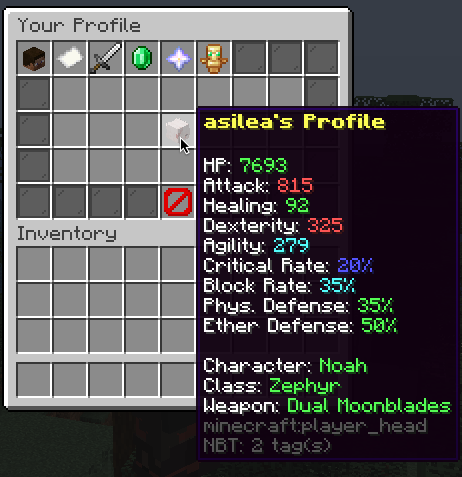 Your Profile
asilea's Profile
HP: 7693
Attack: 815
Healing: 92
Dexterity: 325
Agility: 279
Critical Rate: 20%
Block Rate: 35%
Phys. Defense: 35%
Ether Defense: 50%
Character: Noah
Class: Zephyr
Weapon: Dual Moonblades
minecraft:player_head
NBT: 2 tag(s)
Inventory